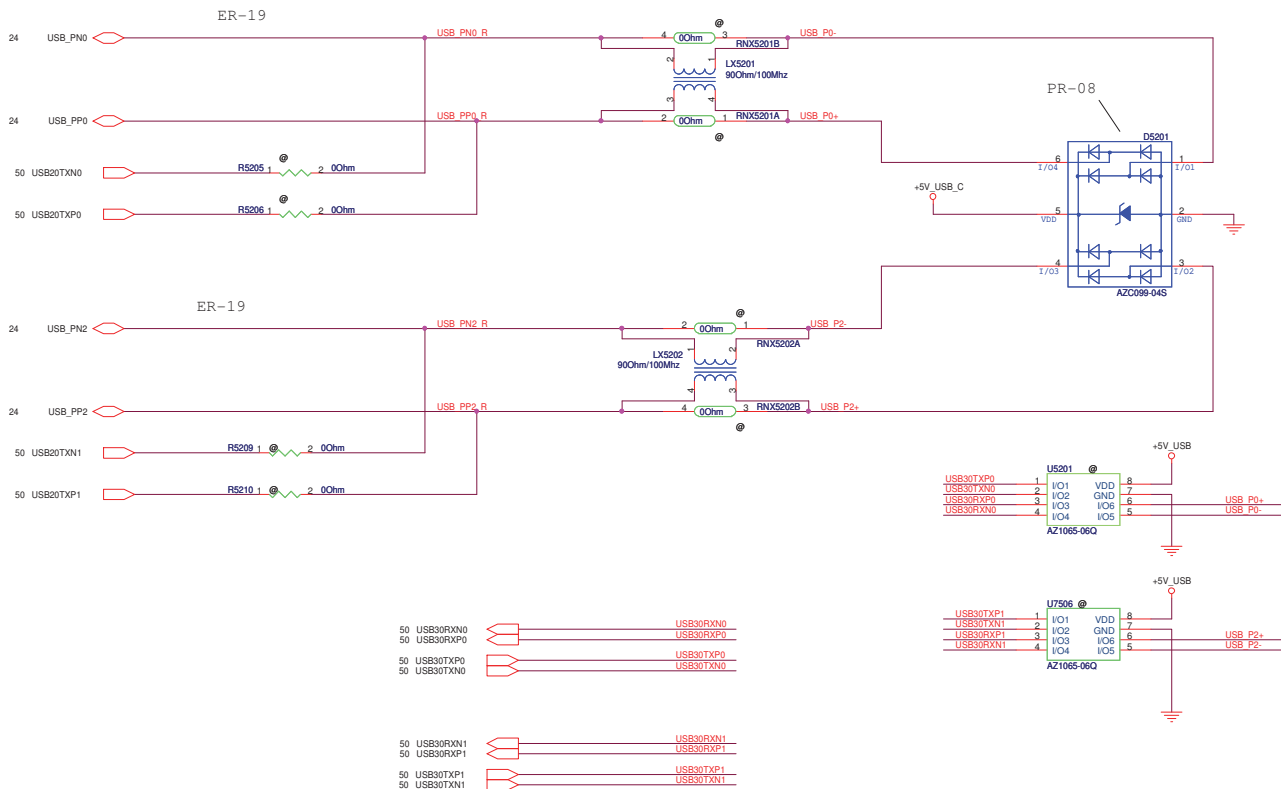 ER-19
24 USB_PN0 USB_PN0_R 4 0Ohm 3 @ RNX5201B USB_P0-
2 1 LX5201
90Ohm/100Mhz
3 4
24 USB_PP0 USB_PP0_R 2 0Ohm 1 RNX5201A USB_P0+
@
50 USB20TXN0 R5205 1 @ 2 0Ohm
50 USB20TXP0 R5206 1 @ 2 0Ohm
PR-08
D5201
6 I/O4 1 I/O1
+5V_USB_C
5 VDD 2 GND
4 I/O3 3 I/O2
AZC099-04S
ER-19
24 USB_PN2 USB_PN2_R 2 0Ohm 1 @ USB_P2-
RNX5202A
1 2 LX5202
90Ohm/100Mhz
4 3
24 USB_PP2 USB_PP2_R 4 0Ohm 3 RNX5202B USB_P2+
@
50 USB20TXN1 R5209 1 @ 2 0Ohm
50 USB20TXP1 R5210 1 @ 2 0Ohm
+5V_USB
U5201 @
USB30TXP0 1 I/O1 VDD 8
USB30TXN0 2 I/O2 GND 7
USB30RXP0 3 I/O3 I/O6 6 USB_P0+
USB30RXN0 4 I/O4 I/O5 5 USB_P0-
AZ1065-06Q
+5V_USB
U7506 @
USB30TXP1 1 I/O1 VDD 8
USB30TXN1 2 I/O2 GND 7
USB30RXP1 3 I/O3 I/O6 6 USB_P2+
USB30RXN1 4 I/O4 I/O5 5 USB_P2-
AZ1065-06Q
50 USB30RXN0 USB30RXN0
50 USB30RXP0 USB30RXP0
50 USB30TXP0 USB30TXP0
50 USB30TXN0 USB30TXN0
50 USB30RXN1 USB30RXN1
50 USB30RXP1 USB30RXP1
50 USB30TXP1 USB30TXP1
50 USB30TXN1 USB30TXN1